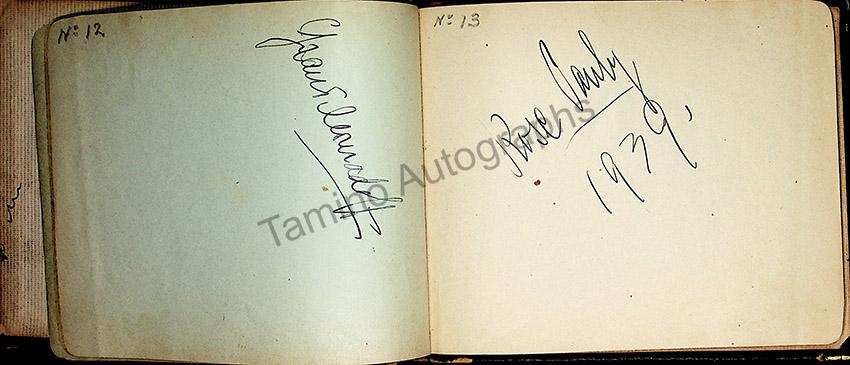 Nº 12
Nº 13
Rose Pauly
1939.
Tamino Autographs